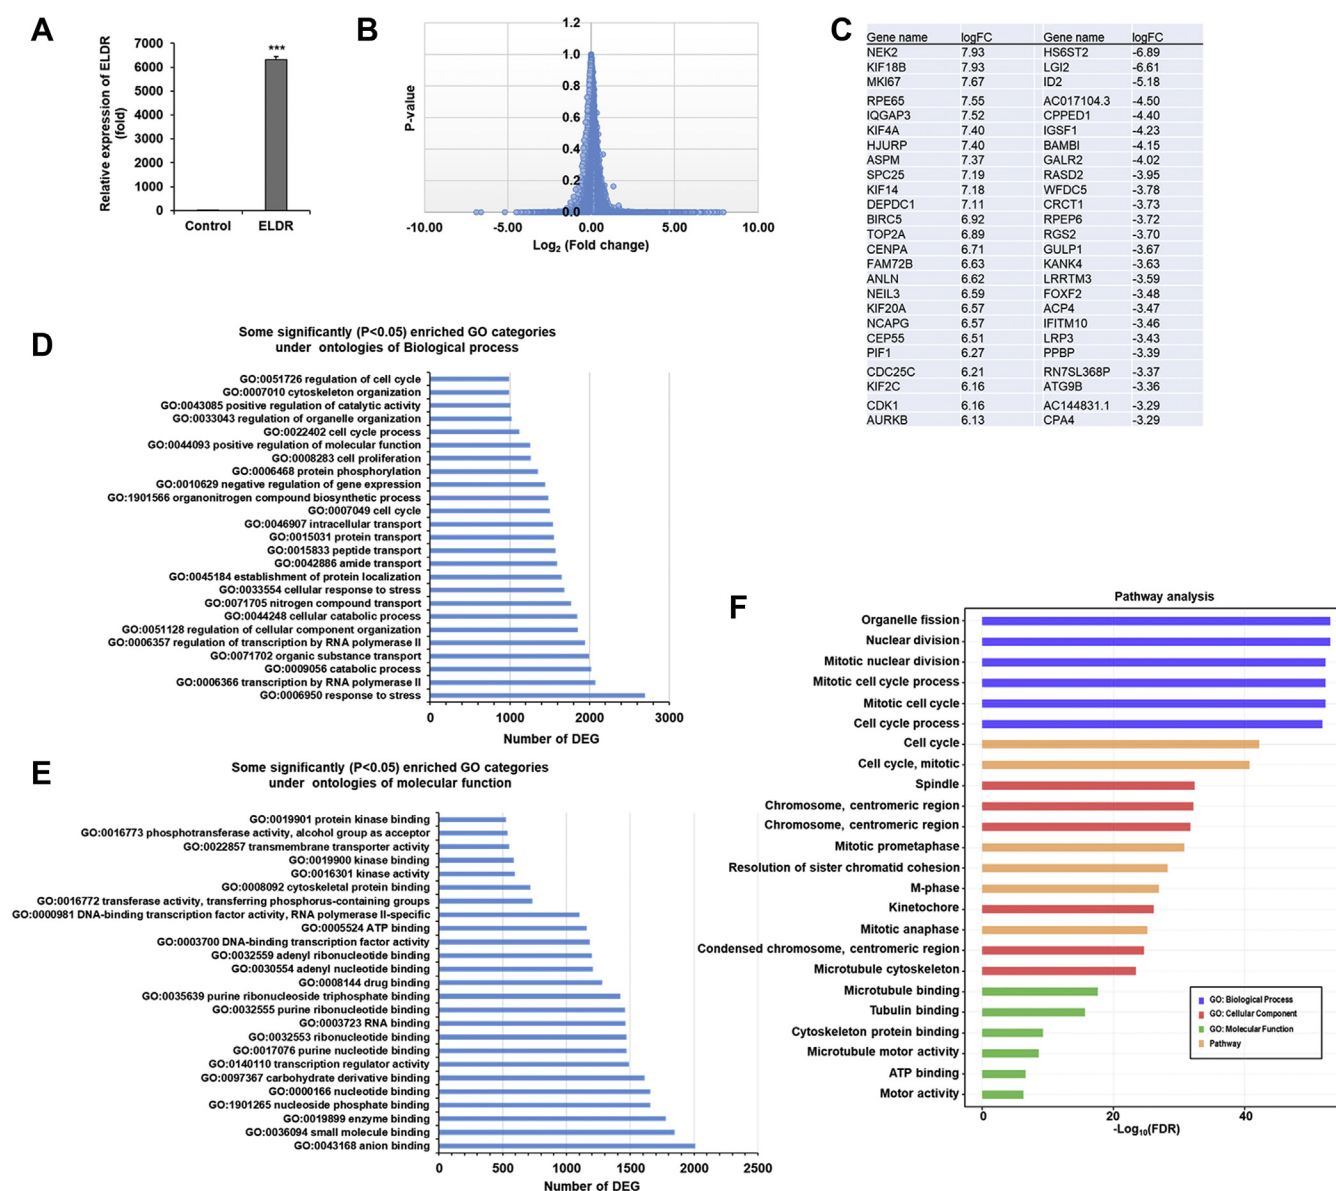 A
Relative expression of ELDR
(fold)
7000
6000
5000
4000
3000
2000
1000
0
***
Control
ELDR
B
P-value
1.2
1.0
0.8
0.6
0.4
0.2
0.0
-10.00
-5.00
0.00
5.00
10.00
Log2 (Fold change)
C
Gene name logFC Gene name logFC
NEK2 7.93 HS6ST2 -6.89
KIF18B 7.93 LGI2 -6.61
MKI67 7.67 ID2 -5.18
RPE65 7.55 AC017104.3 -4.50
IQGAP3 7.52 CPPED1 -4.40
KIF4A 7.40 IGSF1 -4.23
HJURP 7.40 BAMBI -4.15
ASPM 7.37 GALR2 -4.02
SPC25 7.19 RASD2 -3.95
KIF14 7.18 WFDC5 -3.78
DEPDC1 7.11 CRCT1 -3.73
BIRC5 6.92 RPEP6 -3.72
TOP2A 6.89 RGS2 -3.70
CENPA 6.71 GULP1 -3.67
FAM72B 6.63 KANK4 -3.63
ANLN 6.62 LRRTM3 -3.59
NEIL3 6.59 FOXF2 -3.48
KIF20A 6.57 ACP4 -3.47
NCAPG 6.57 IFITM10 -3.46
CEP55 6.51 LRP3 -3.43
PIF1 6.27 PPBP -3.39
CDC25C 6.21 RN7SL368P -3.37
KIF2C 6.16 ATG9B -3.36
CDK1 6.16 AC144831.1 -3.29
AURKB 6.13 CPA4 -3.29
D
Some significantly (P<0.05) enriched GO categories
under ontologies of Biological process
GO:0051726 regulation of cell cycle
GO:0007010 cytoskeleton organization
GO:0043085 positive regulation of catalytic activity
GO:0033043 regulation of organelle organization
GO:0022402 cell cycle process
GO:0044093 positive regulation of molecular function
GO:0008283 cell proliferation
GO:0006468 protein phosphorylation
GO:0010629 negative regulation of gene expression
GO:1901566 organonitrogen compound biosynthetic process
GO:0007049 cell cycle
GO:0046907 intracellular transport
GO:0015031 protein transport
GO:0015833 peptide transport
GO:0042886 amide transport
GO:0045184 establishment of protein localization
GO:0033554 cellular response to stress
GO:0071705 nitrogen compound transport
GO:0044248 cellular catabolic process
GO:0051128 regulation of cellular component organization
GO:0006357 regulation of transcription by RNA polymerase II
GO:0071702 organic substance transport
GO:0009056 catabolic process
GO:0006366 transcription by RNA polymerase II
GO:0006950 response to stress
0 1000 2000 3000
Number of DEG
E
Some significantly (P<0.05) enriched GO categories
under ontologies of molecular function
GO:0019901 protein kinase binding
GO:0016773 phosphotransferase activity, alcohol group as acceptor
GO:0022857 transmembrane transporter activity
GO:0019900 kinase binding
GO:0016301 kinase activity
GO:0008092 cytoskeletal protein binding
GO:0016772 transferase activity, transferring phosphorus-containing groups
GO:0000981 DNA-binding transcription factor activity, RNA polymerase II-specific
GO:0005524 ATP binding
GO:0003700 DNA-binding transcription factor activity
GO:0032559 adenyl ribonucleotide binding
GO:0030554 adenyl nucleotide binding
GO:0008144 drug binding
GO:0035639 purine ribonucleoside triphosphate binding
GO:0032555 purine ribonucleotide binding
GO:0003723 RNA binding
GO:0032553 ribonucleotide binding
GO:0017076 purine nucleotide binding
GO:0140110 transcription regulator activity
GO:0097367 carbohydrate derivative binding
GO:0000166 nucleotide binding
GO:1901265 nucleoside phosphate binding
GO:0019899 enzyme binding
GO:0036094 small molecule binding
GO:0043168 anion binding
0 500 1000 1500 2000 2500
Number of DEG
F
Pathway analysis
Organelle fission
Nuclear division
Mitotic nuclear division
Mitotic cell cycle process
Mitotic cell cycle
Cell cycle process
Cell cycle
Cell cycle, mitotic
Spindle
Chromosome, centromeric region
Chromosome, centromeric region
Mitotic prometaphase
Resolution of sister chromatid cohesion
M-phase
Kinetochore
Mitotic anaphase
Condensed chromosome, centromeric region
Microtubule cytoskeleton
Microtubule binding
Tubulin binding
Cytoskeleton protein binding
Microtubule motor activity
ATP binding
Motor activity
GO: Biological Process
GO: Cellular Component
GO: Molecular Function
Pathway
0 20 40
-Log10(FDR)